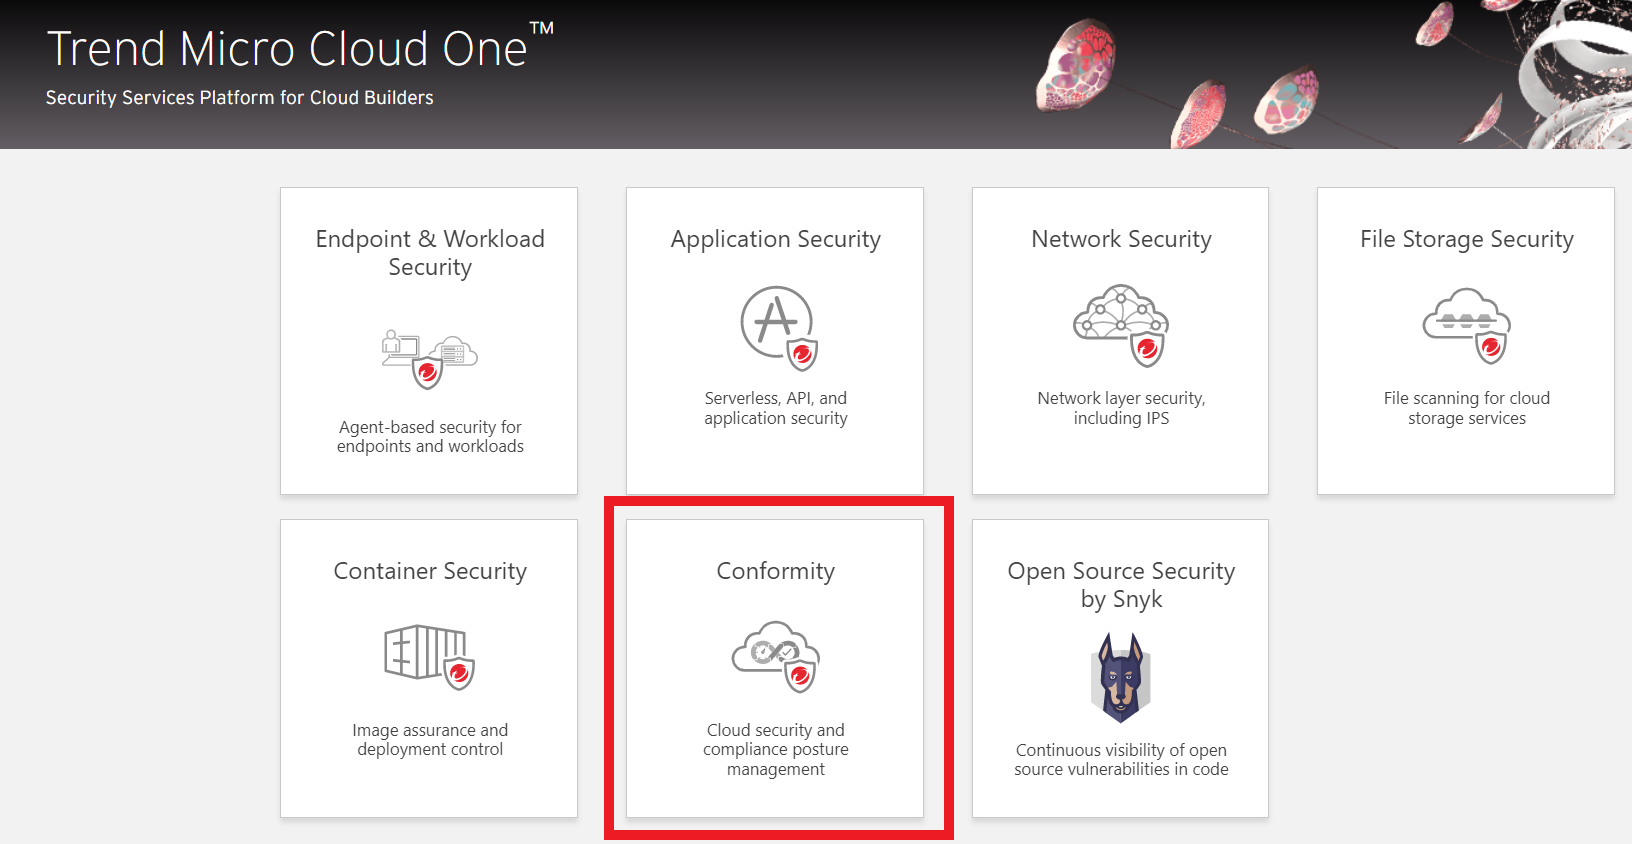 Trend Micro Cloud One™
Security Services Platform for Cloud Builders
Endpoint & Workload
Security
Agent-based security for
endpoints and workloads
Application Security
Serverless, API, and
application security
Network Security
Network layer security,
including IPS
File Storage Security
File scanning for cloud
storage services
Container Security
Image assurance and
deployment control
Conformity
Cloud security and
compliance posture
management
Open Source Security
by Snyk
Continuous visibility of open
source vulnerabilities in code